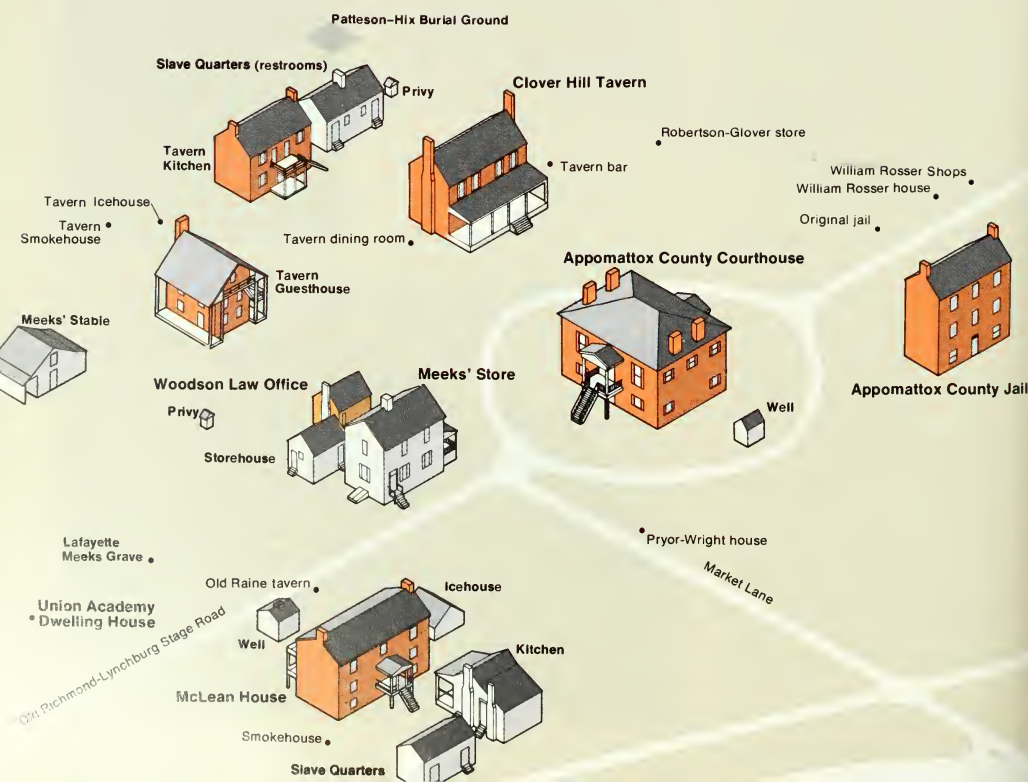 Patteson–Hix Burial Ground
Slave Quarters (restrooms)
Privy
Clover Hill Tavern
Tavern
Kitchen
Tavern bar
Robertson-Glover store
William Rosser Shops
William Rosser house
Original jail
Tavern Icehouse
Tavern
Smokehouse
Tavern dining room
Tavern
Guesthouse
Appomattox County Courthouse
Meeks' Stable
Appomattox County Jail
Woodson Law Office
Meeks' Store
Privy
Well
Storehouse
Lafayette
Meeks Grave
Pryor-Wright house
Market Lane
Old Raine tavern
Icehouse
Union Academy
Dwelling House
Old Richmond-Lynchburg Stage Road
Well
Kitchen
McLean House
Smokehouse
Slave Quarters